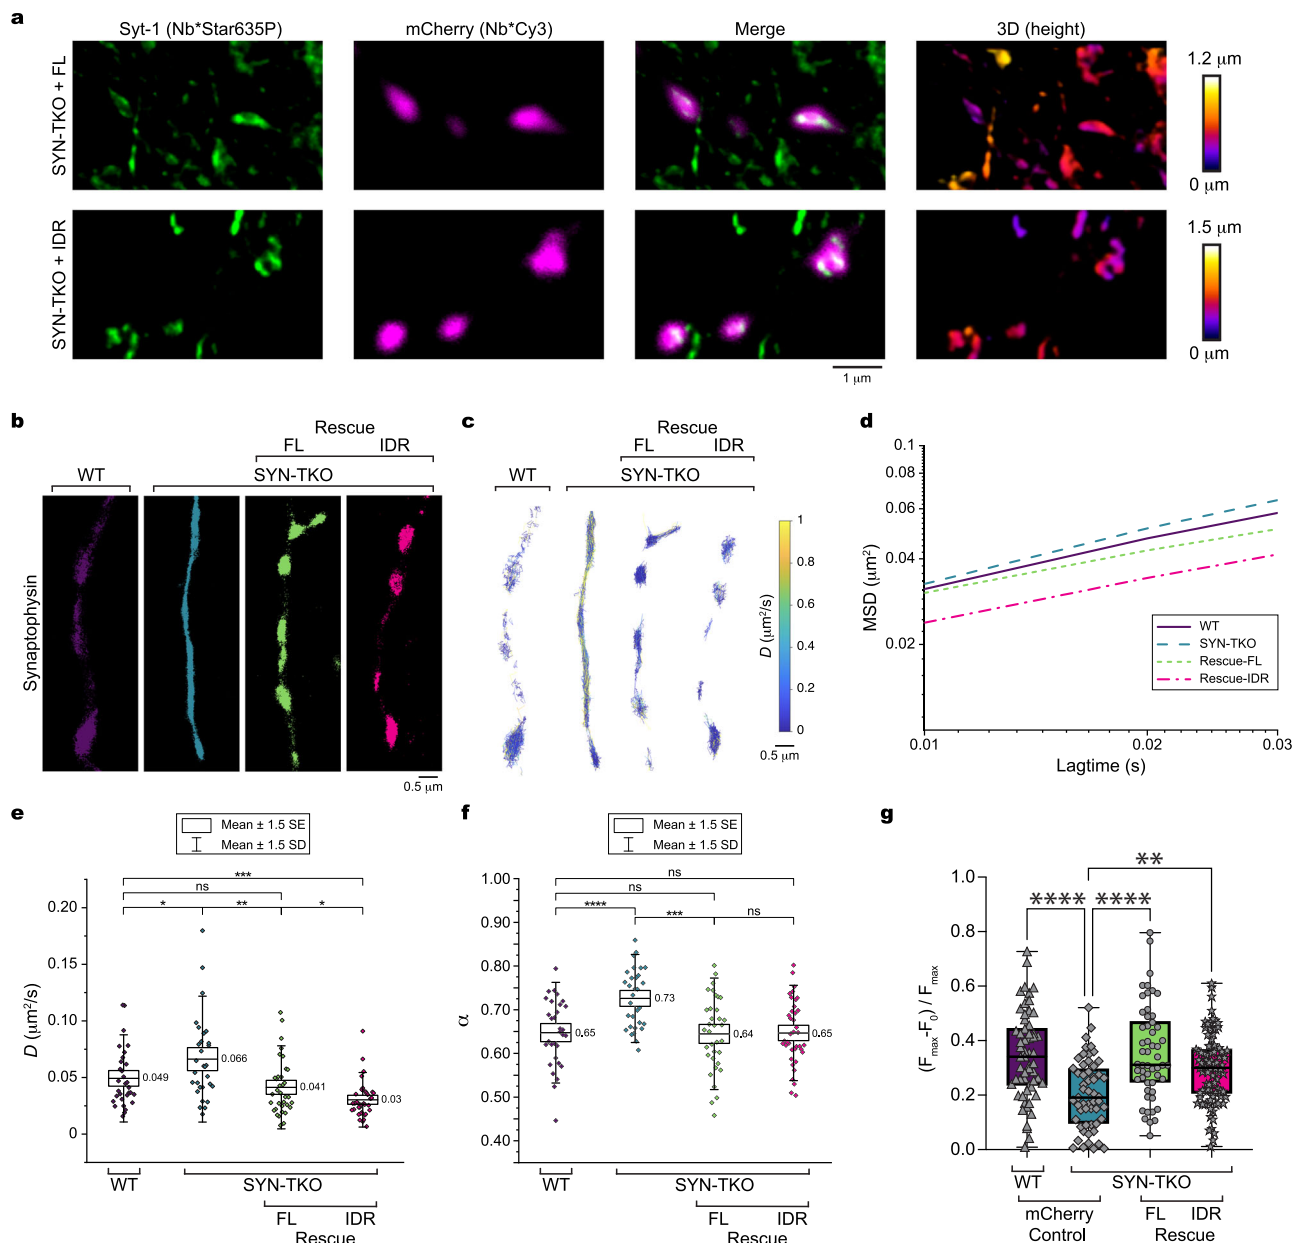 a
Syt-1 (Nb*Star635P)
mCherry (Nb*Cy3)
Merge
3D (height)
SYN-TKO + FL
1.2 µm
0 µm
SYN-TKO + IDR
1.5 µm
0 µm
1 µm
b
Rescue
FL IDR
WT SYN-TKO
Synaptophysin
0.5 µm
c
Rescue
FL IDR
WT SYN-TKO
1
0.8
0.6
0.4
0.2
0
D (µm²/s)
0.5 µm
d
MSD (µm²)
0.1
0.08
0.06
0.04
0.02
WT
SYN-TKO
Rescue-FL
Rescue-IDR
0.01 0.02 0.03
Lagtime (s)
e
Mean ± 1.5 SE
Mean ± 1.5 SD
***
ns
* ** *
D (µm²/s)
0.20
0.15
0.10
0.05
0
0.049
0.066
0.041
0.03
WT SYN-TKO
FL IDR
Rescue
f
Mean ± 1.5 SE
Mean ± 1.5 SD
ns
ns
**** *** ns
α
1.00
0.90
0.80
0.70
0.60
0.50
0.40
0.65
0.73
0.64
0.65
WT SYN-TKO
FL IDR
Rescue
g
**
**** ****
(Fmax-F0) / Fmax
1.0
0.8
0.6
0.4
0.2
0.0
WT SYN-TKO
mCherry Control
FL IDR
Rescue